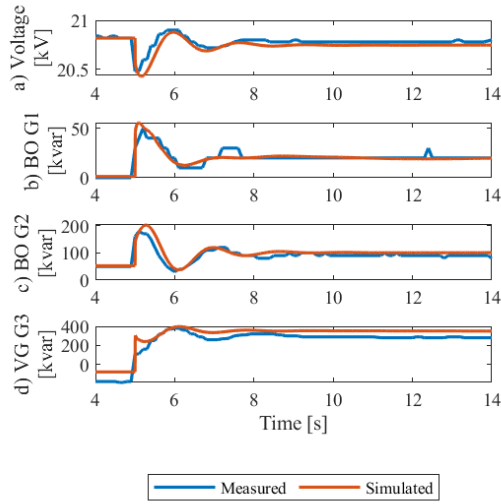 a) Voltage
[kV]
21
20.5
4 6 8 10 12 14
b) BO G1
[kvar]
50
0
4 6 8 10 12 14
c) BO G2
[kvar]
200
100
0
4 6 8 10 12 14
d) VG G3
[kvar]
400
200
0
4 6 8 10 12 14
Time [s]
Measured Simulated